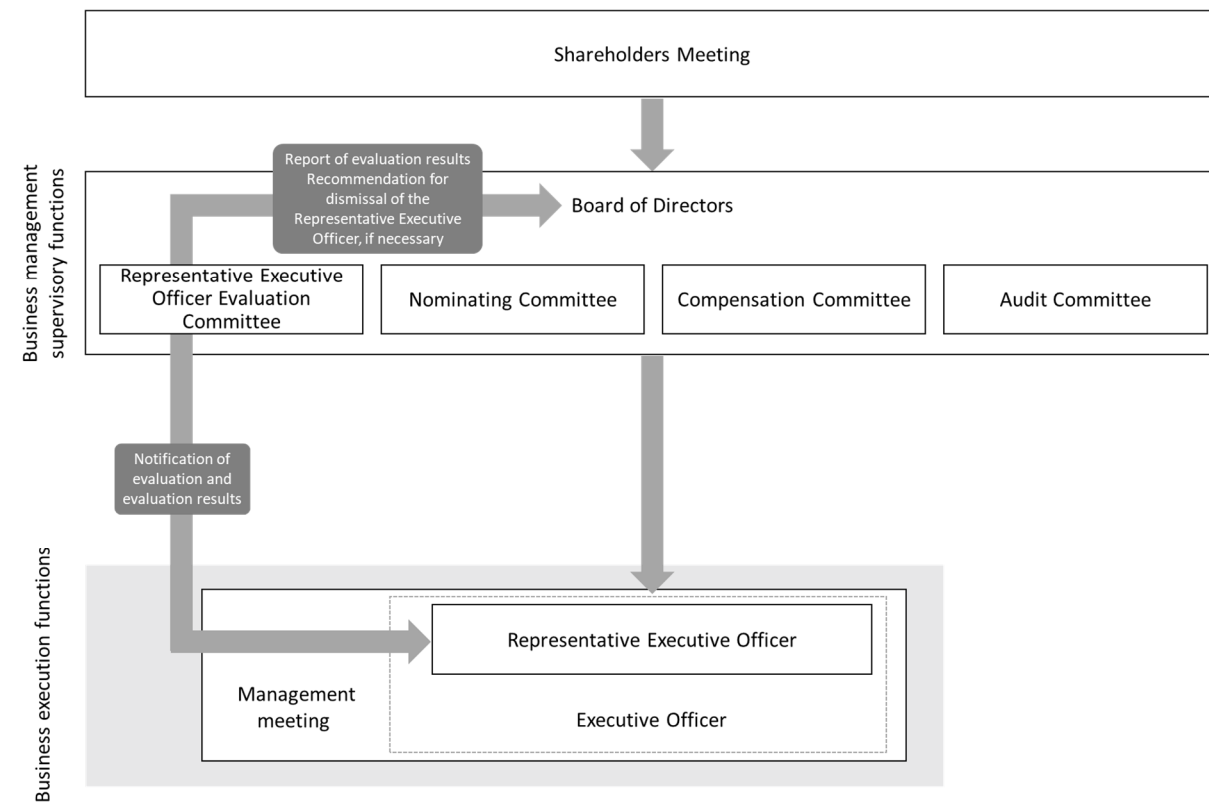 Shareholders Meeting
Business management
supervisory functions
Report of evaluation results
Recommendation for
dismissal of the
Representative Executive
Officer, if necessary
Board of Directors
Representative Executive
Officer Evaluation
Committee
Nominating Committee
Compensation Committee
Audit Committee
Notification of
evaluation and
evaluation results
Business execution functions
Representative Executive Officer
Management
meeting
Executive Officer